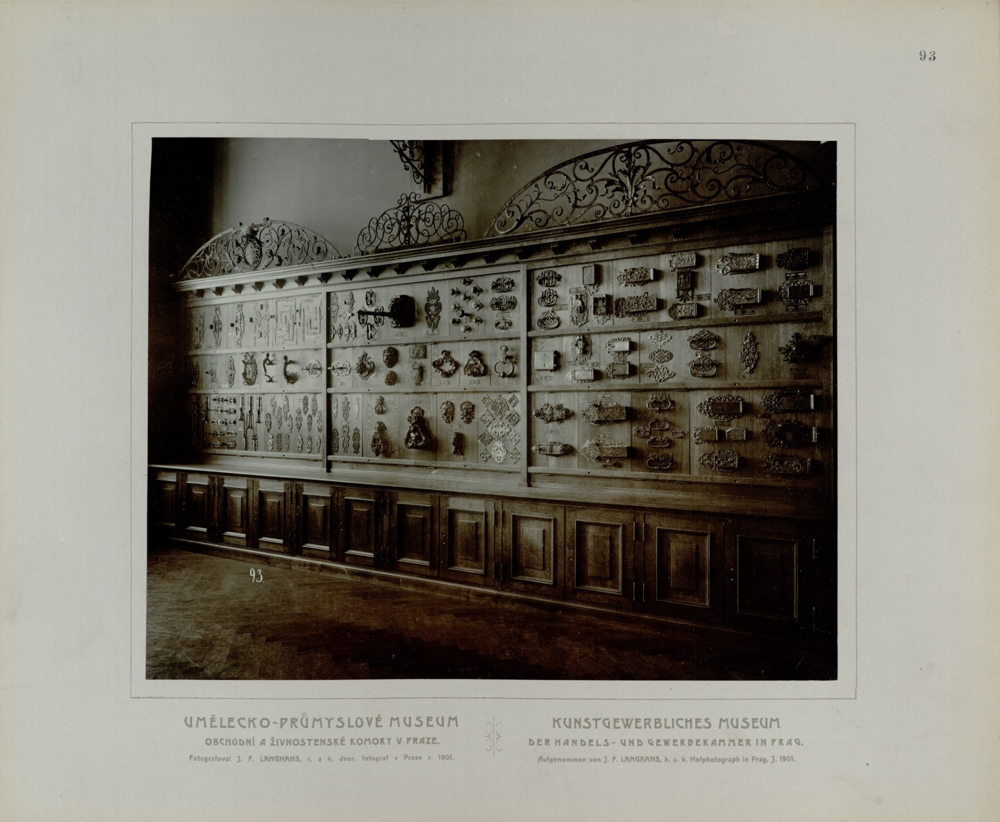 93
93.
UMĚLECKO-PRŮMYSLOVÉ MUSEUM
OBCHODNÍ A ŽIVNOSTENSKÉ KOMORY V PRAZE.
Fotografoval J. F. LANGHANS, c. a k. dvor. fotograf v Praze r. 1901.
KUNSTGEWERBLICHES MUSEUM
DER HANDELS- UND GEWERBEKAMMER IN PRAG.
Aufgenommen von J. F. LANGHANS, k. u. k. Hofphotograph in Prag, J. 1901.